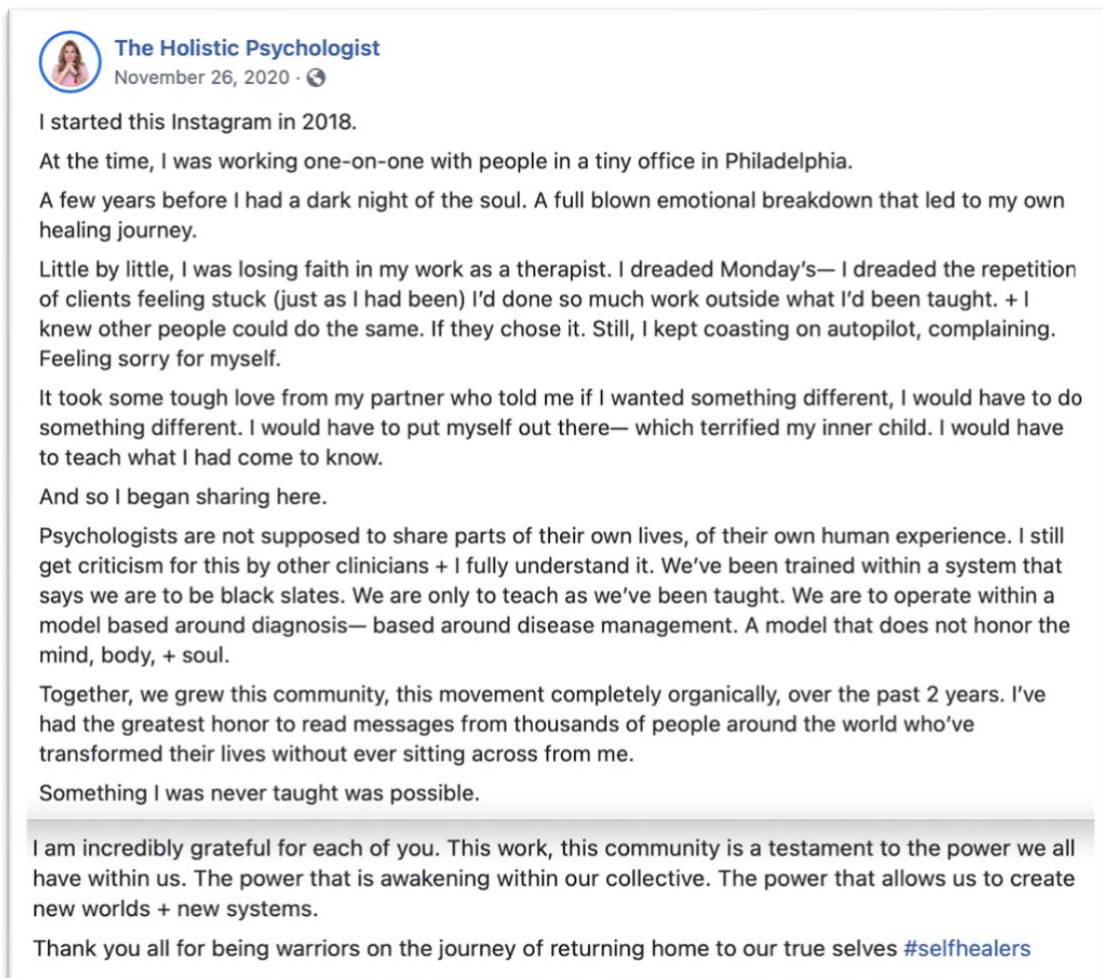 The Holistic Psychologist
November 26, 2020 ·
I started this Instagram in 2018.
At the time, I was working one-on-one with people in a tiny office in Philadelphia.
A few years before I had a dark night of the soul. A full blown emotional breakdown that led to my own
healing journey.
Little by little, I was losing faith in my work as a therapist. I dreaded Monday's— I dreaded the repetition
of clients feeling stuck (just as I had been) I'd done so much work outside what I'd been taught. + I
knew other people could do the same. If they chose it. Still, I kept coasting on autopilot, complaining.
Feeling sorry for myself.
It took some tough love from my partner who told me if I wanted something different, I would have to do
something different. I would have to put myself out there— which terrified my inner child. I would have
to teach what I had come to know.
And so I began sharing here.
Psychologists are not supposed to share parts of their own lives, of their own human experience. I still
get criticism for this by other clinicians + I fully understand it. We've been trained within a system that
says we are to be black slates. We are only to teach as we've been taught. We are to operate within a
model based around diagnosis— based around disease management. A model that does not honor the
mind, body, + soul.
Together, we grew this community, this movement completely organically, over the past 2 years. I've
had the greatest honor to read messages from thousands of people around the world who've
transformed their lives without ever sitting across from me.
Something I was never taught was possible.
I am incredibly grateful for each of you. This work, this community is a testament to the power we all
have within us. The power that is awakening within our collective. The power that allows us to create
new worlds + new systems.
Thank you all for being warriors on the journey of returning home to our true selves #selfhealers